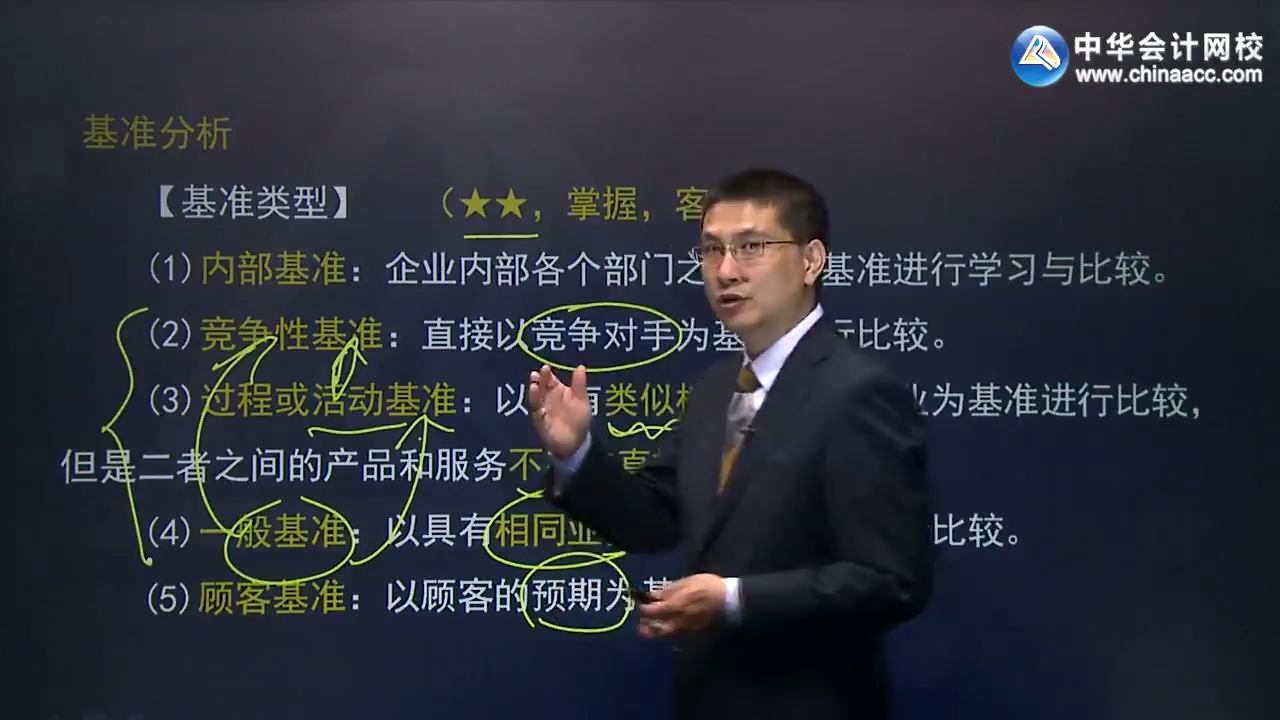 中华会计网校
www.chinaacc.com
基准分析
【基准类型】 （★★，掌握，客
(1)内部基准：企业内部各个部门之 基准进行学习与比较。
(2)竞争性基准：直接以竞争对手为基 行比较。
(3)过程或活动基准：以 有类似 业为基准进行比较，
但是二者之间的产品和服务不 直
(4)一般基准：以具有相同业 比较。
(5)顾客基准：以顾客的预期为基